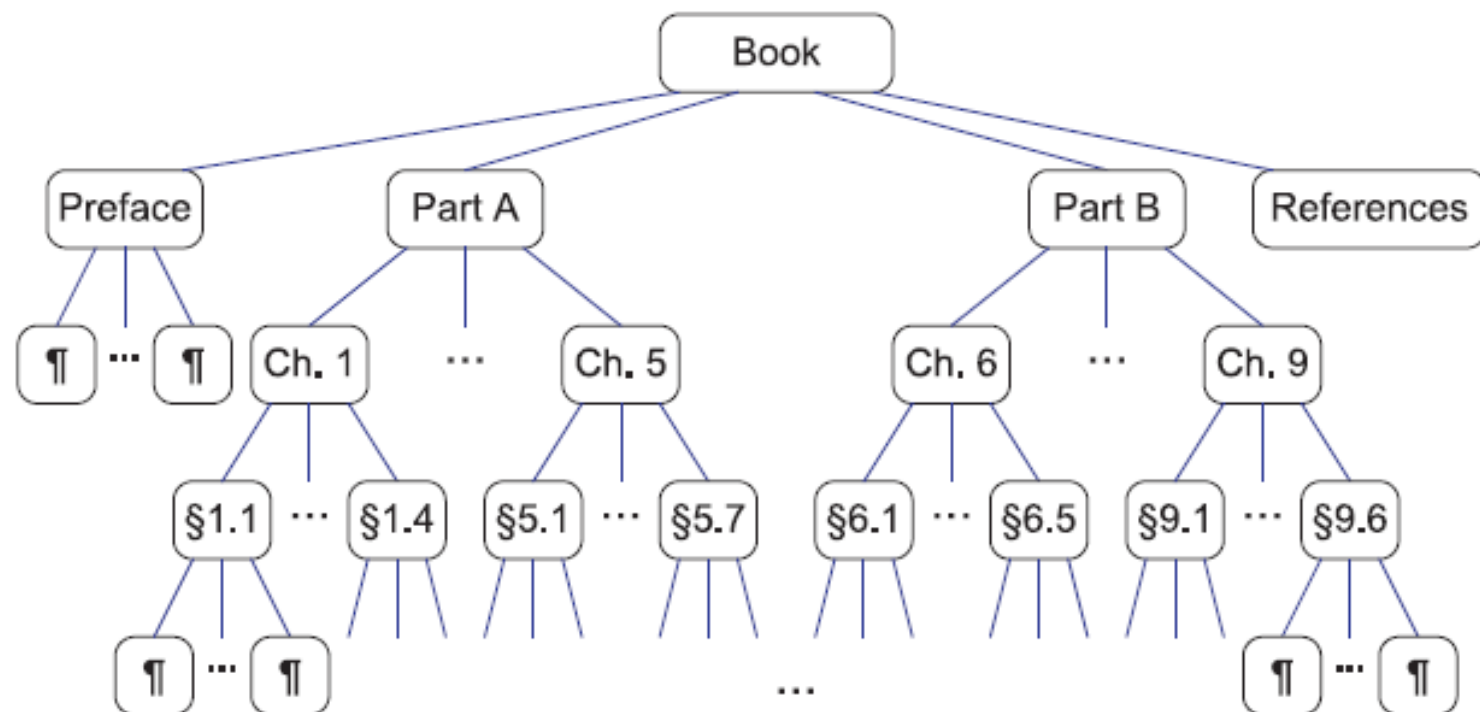 Book
Preface Part A Part B References
¶ ... ¶ Ch. 1 ... Ch. 5 Ch. 6 ... Ch. 9
§1.1 ... §1.4 §5.1 ... §5.7 §6.1 ... §6.5 §9.1 ... §9.6
¶ ... ¶ ... ¶ ... ¶